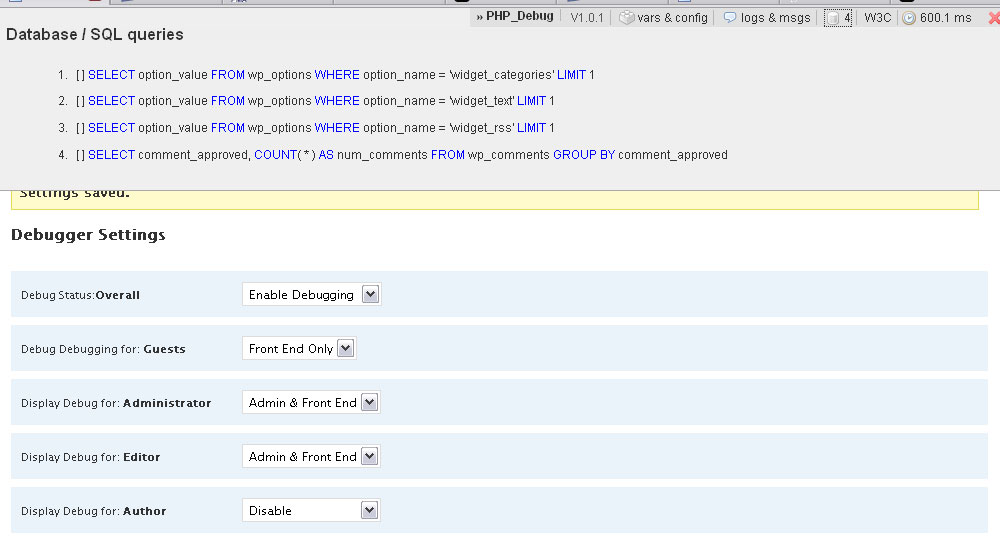 » PHP_Debug V1.0.1 vars & config logs & msgs 4 W3C 600.1 ms
Database / SQL queries
1. [ ] SELECT option_value FROM wp_options WHERE option_name = 'widget_categories' LIMIT 1
2. [ ] SELECT option_value FROM wp_options WHERE option_name = 'widget_text' LIMIT 1
3. [ ] SELECT option_value FROM wp_options WHERE option_name = 'widget_rss' LIMIT 1
4. [ ] SELECT comment_approved, COUNT( * ) AS num_comments FROM wp_comments GROUP BY comment_approved
Settings saved.
Debugger Settings
Debug Status:Overall Enable Debugging
Debug Debugging for: Guests Front End Only
Display Debug for: Administrator Admin & Front End
Display Debug for: Editor Admin & Front End
Display Debug for: Author Disable